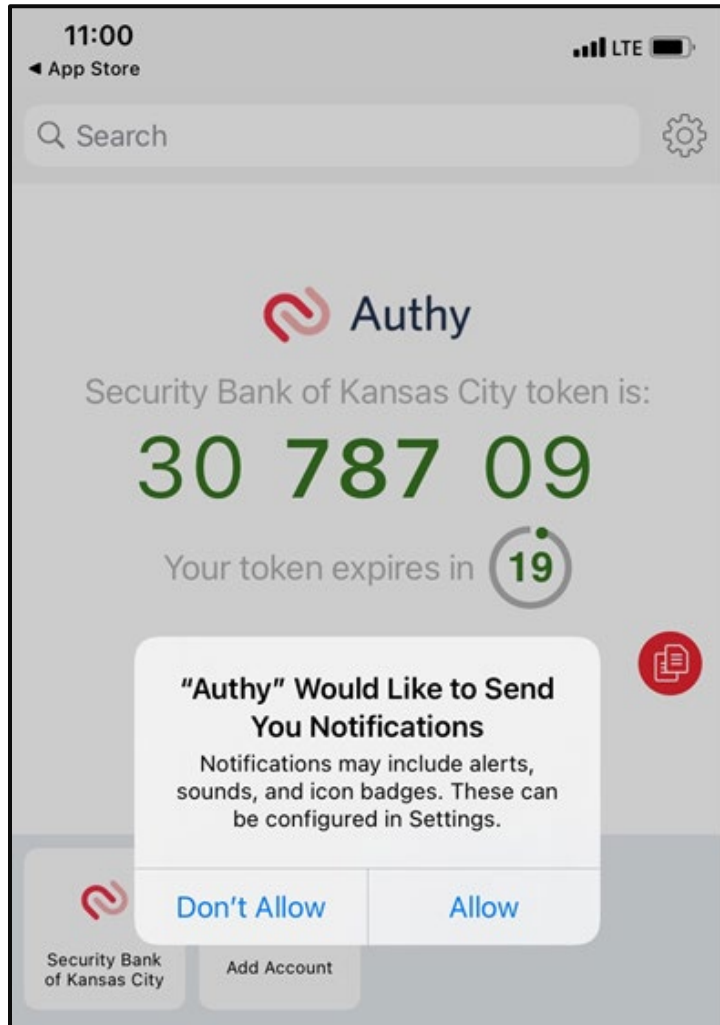 11:00
LTE
◀ App Store
Search
Authy
Security Bank of Kansas City token is:
30 787 09
Your token expires in 19
"Authy" Would Like to Send
You Notifications
Notifications may include alerts,
sounds, and icon badges. These can
be configured in Settings.
Don't Allow
Allow
Security Bank
of Kansas City
Add Account